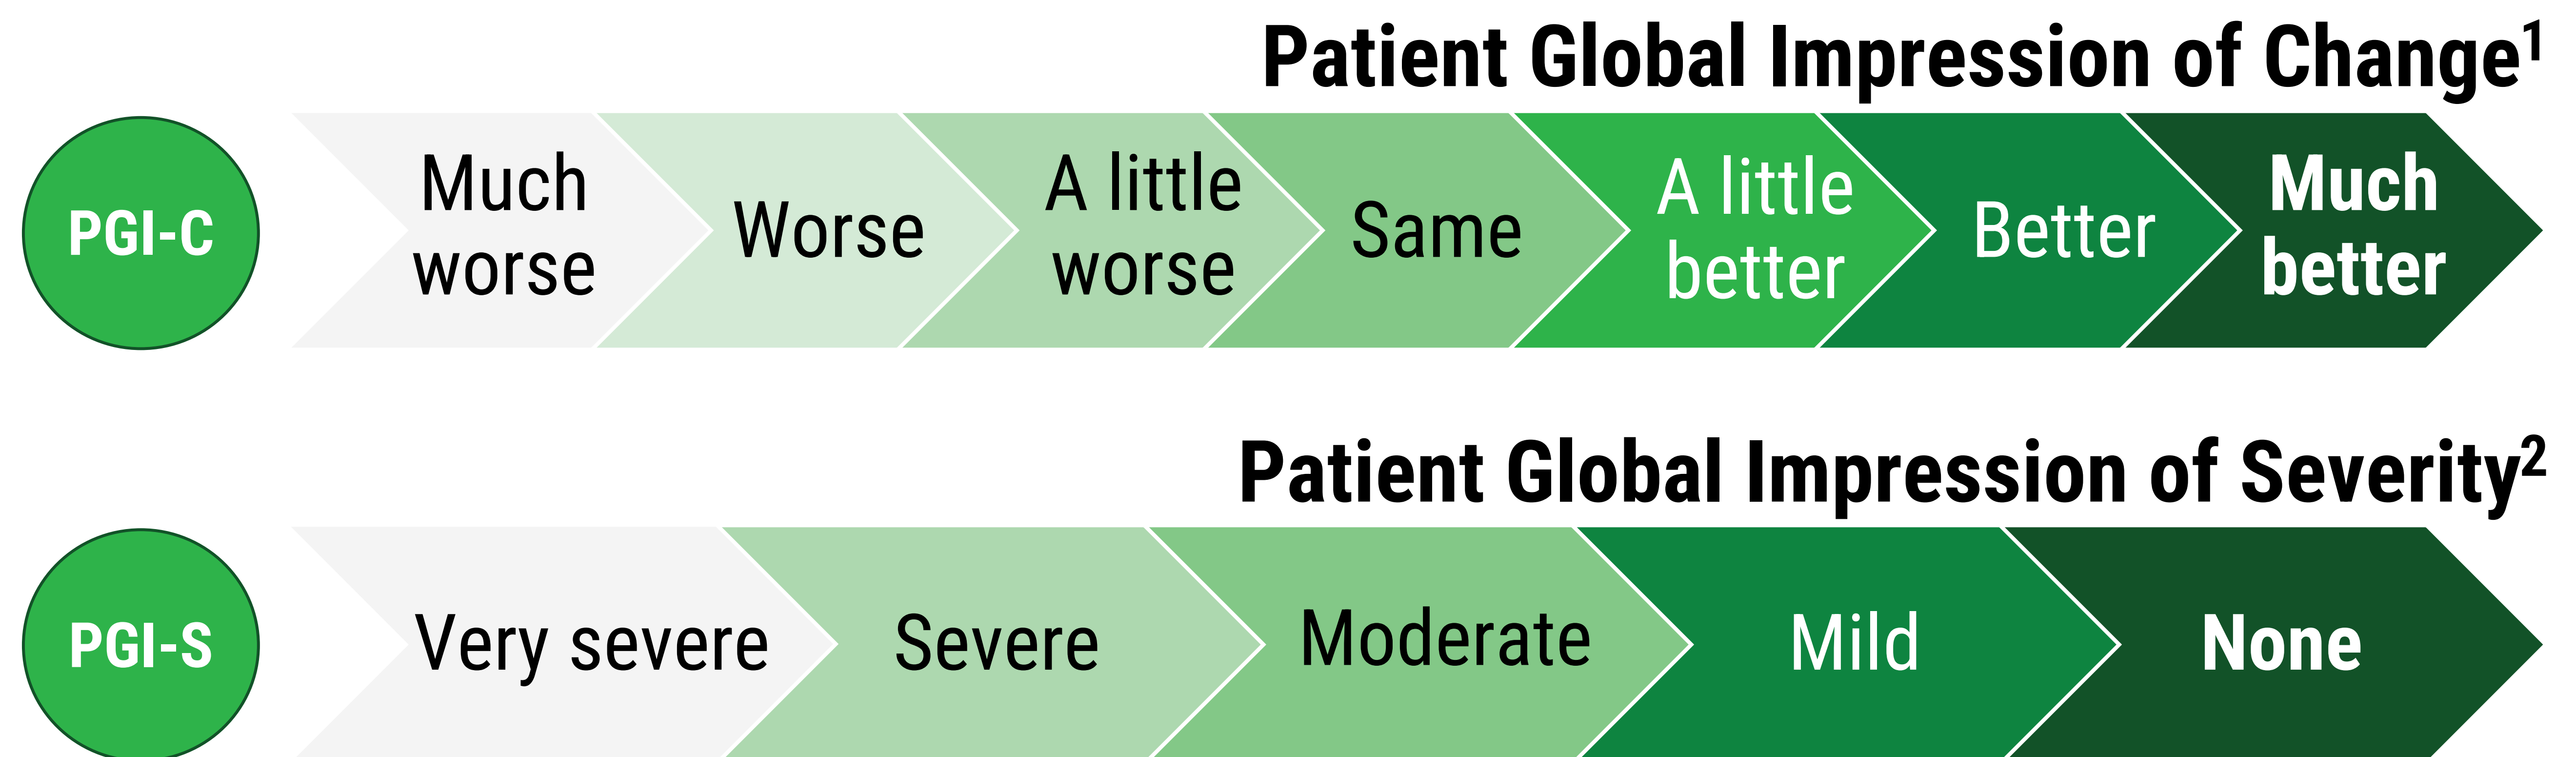 Patient Global Impression of Change¹
PGI-C
Much
worse
Worse
A little
worse
Same
A little
better
Better
Much
better
Patient Global Impression of Severity²
PGI-S
Very severe
Severe
Moderate
Mild
None